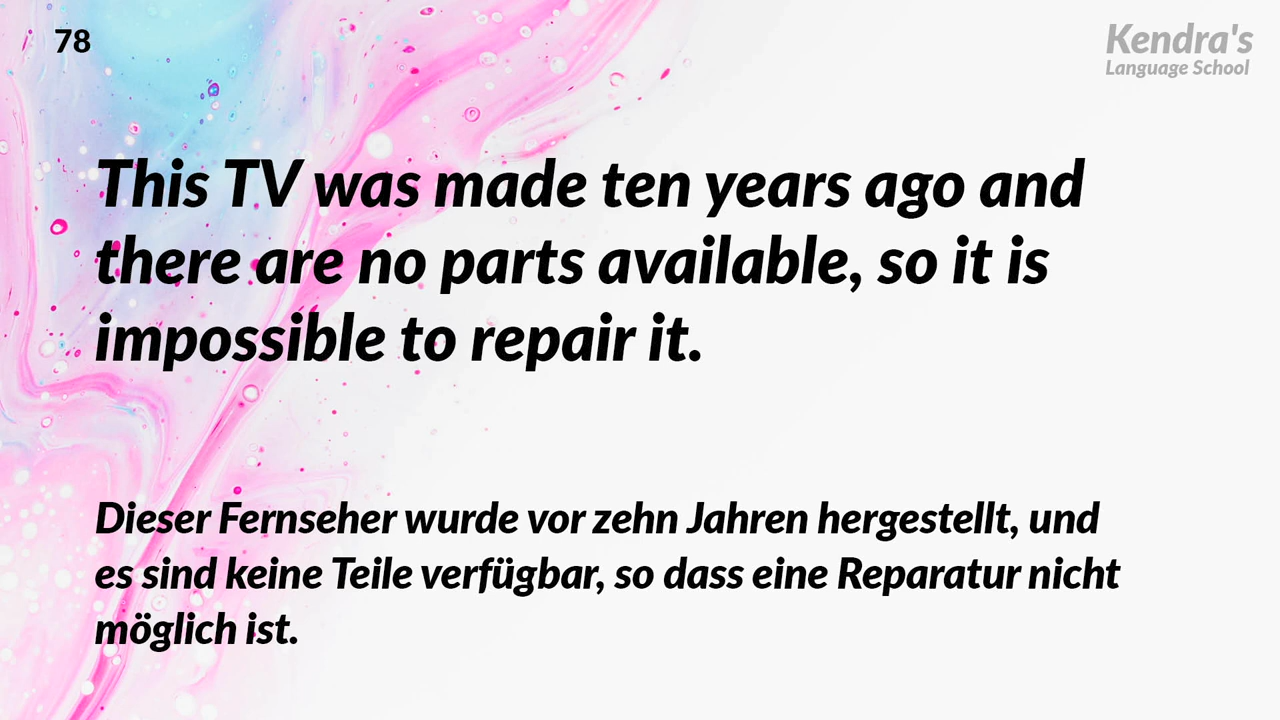 78
Kendra's
Language School
This TV was made ten years ago and
there are no parts available, so it is
impossible to repair it.
Dieser Fernseher wurde vor zehn Jahren hergestellt, und
es sind keine Teile verfügbar, so dass eine Reparatur nicht
möglich ist.